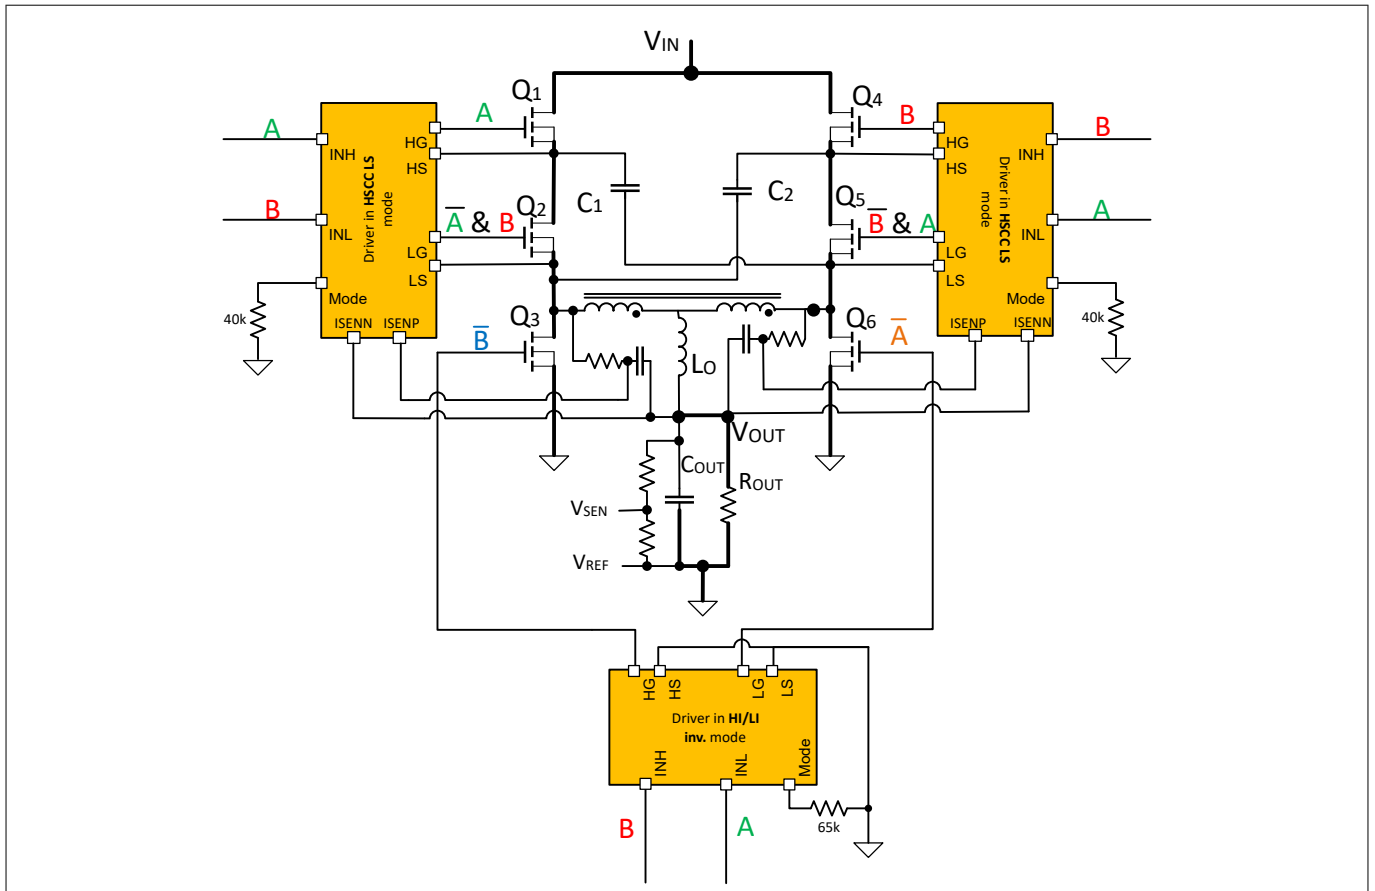 VIN
Q1
Q4
A
B
A
B
INH
HG
HS
HG
HS
INH
Driver in HSCC LS
mode
Driver in HSCC LS
mode
C1
C2
B
A̅ & B
Q2
Q5
B̅ & A
A
INL
LG
LS
LG
LS
INL
Mode
ISENN
ISENP
Mode
ISENP
ISENN
40k
40k
Q3
Q6
B̅
A̅
LO
VOUT
COUT
ROUT
VSEN
VREF
HG
HS
LG
LS
Driver in HI/LI
inv. mode
INH
INL
Mode
65k
B
A